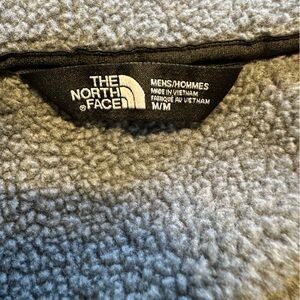 THE
NORTH
FACE
®
MENS/HOMMES
MADE IN VIETNAM
FABRIQUÉ AU VIETNAM
M/M